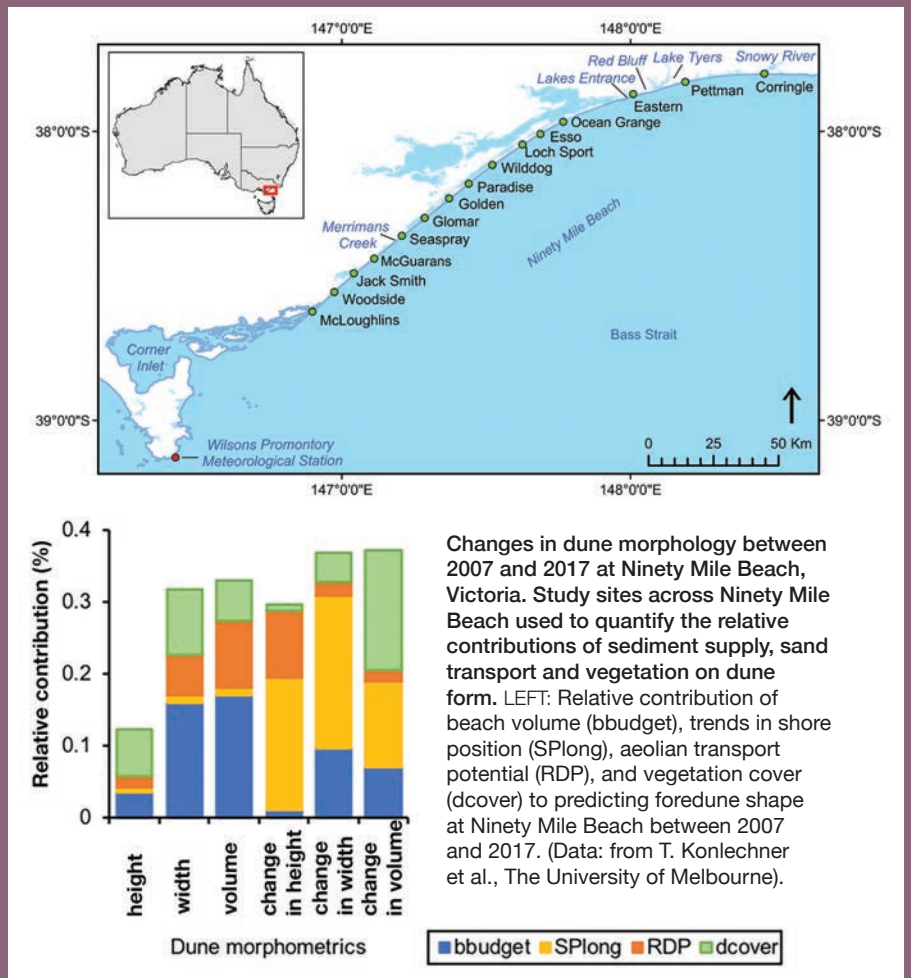 147°0'0"E
148°0'0"E
Red Bluff
Lake Tyers
Snowy River
Lakes Entrance
Pettman
Corringle
Eastern
38°0'0"S
38°0'0"S
Ocean Grange
Esso
Loch Sport
Wilddog
Paradise
Golden
Glomar
Merrimans
Creek
Seaspray
Ninety Mile Beach
McGuarans
Jack Smith
Woodside
McLoughlins
Bass Strait
Corner
Inlet
39°0'0"S
39°0'0"S
Wilsons Promontory
Meteorological Station
0 25 50 Km
147°0'0"E
148°0'0"E
Relative contribution (%)
0.4
0.3
0.2
0.1
0
height
width
volume
change
in height
change
in width
change
in volume
Dune morphometrics
bbudget SPlong RDP dcover
Changes in dune morphology between
2007 and 2017 at Ninety Mile Beach,
Victoria. Study sites across Ninety Mile
Beach used to quantify the relative
contributions of sediment supply, sand
transport and vegetation on dune
form. LEFT: Relative contribution of
beach volume (bbudget), trends in shore
position (SPlong), aeolian transport
potential (RDP), and vegetation cover
(dcover) to predicting foredune shape
at Ninety Mile Beach between 2007
and 2017. (Data: from T. Konlechner
et al., The University of Melbourne).